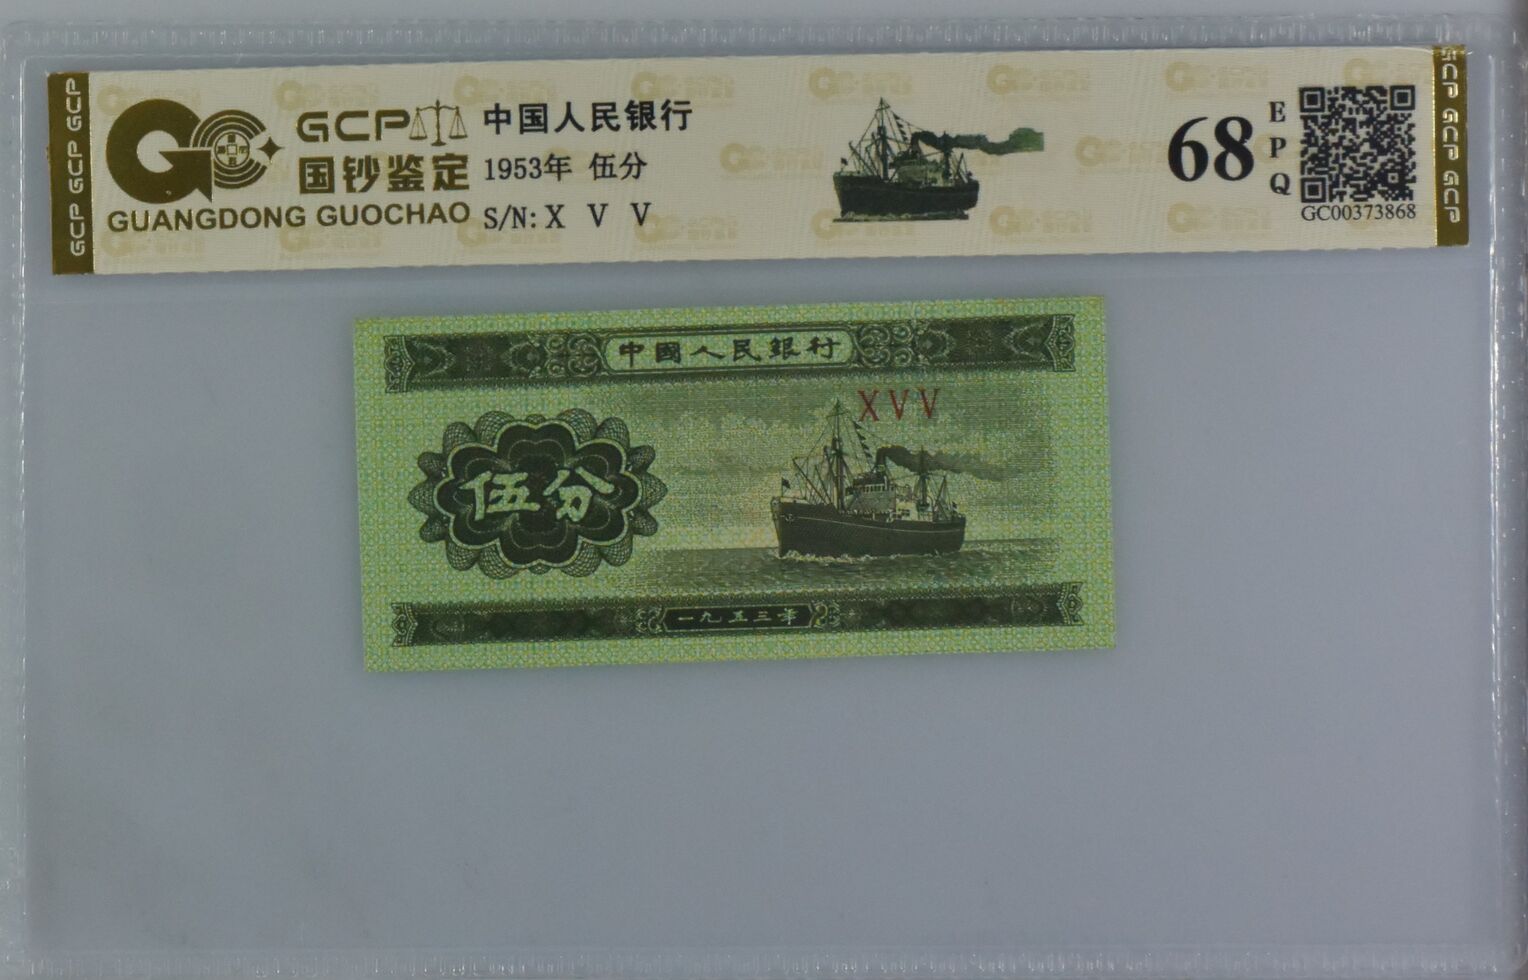 GCP GCP GCP
GCP
国钞鉴定
GUANGDONG GUOCHAO
中国人民银行
1953年 伍分
S/N: X V V
68
E
P
Q
GC00373868
GCP GCP GCP
中國人民銀行
XVV
伍分
一九五三年